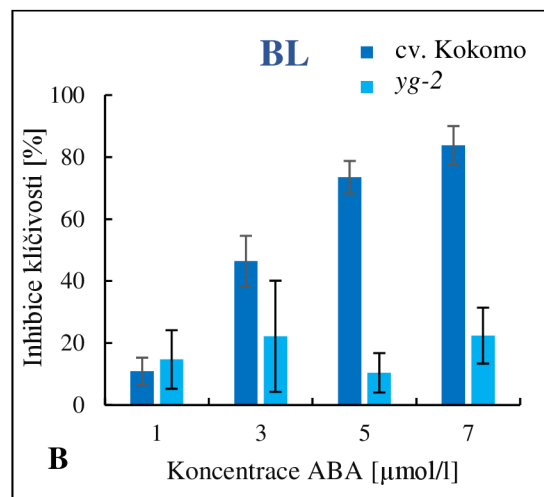 BL
cv. Kokomo
yg-2
Inhibice klíčivosti [%]
100
80
60
40
20
0
1 3 5 7
B
Koncentrace ABA [µmol/l]